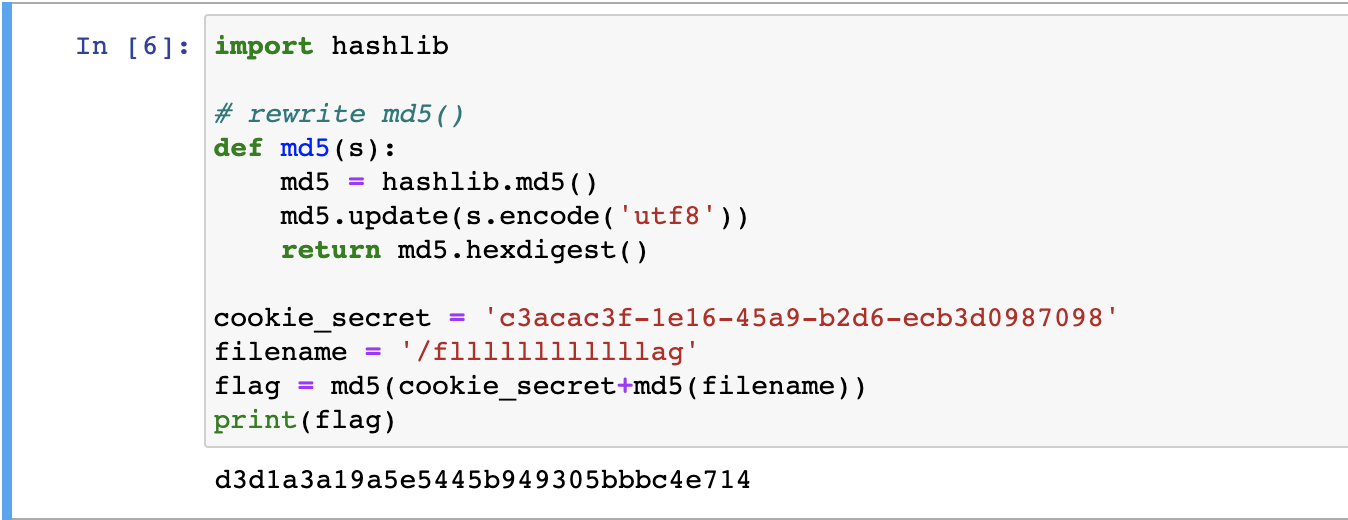 In [6]: import hashlib
# rewrite md5()
def md5(s):
    md5 = hashlib.md5()
    md5.update(s.encode('utf8'))
    return md5.hexdigest()
cookie_secret = 'c3acac3f-1e16-45a9-b2d6-ecb3d0987098'
filename = '/fllllllllllllag'
flag = md5(cookie_secret+md5(filename))
print(flag)
d3d1a3a19a5e5445b949305bbbc4e714